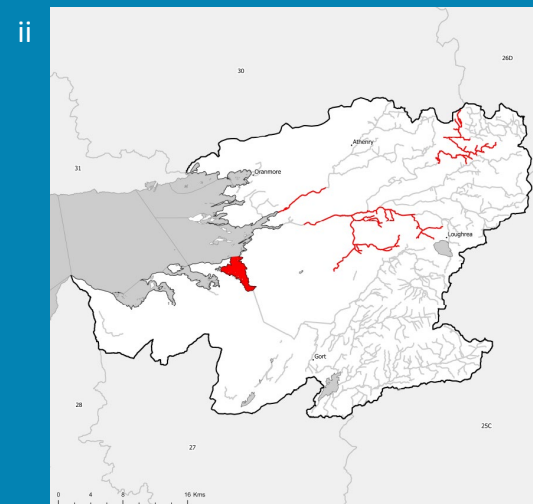 ii
26D
30
Athenry
31
Oranmore
Loughrea
Gort
28
25C
27
0 4 8 16 Kms